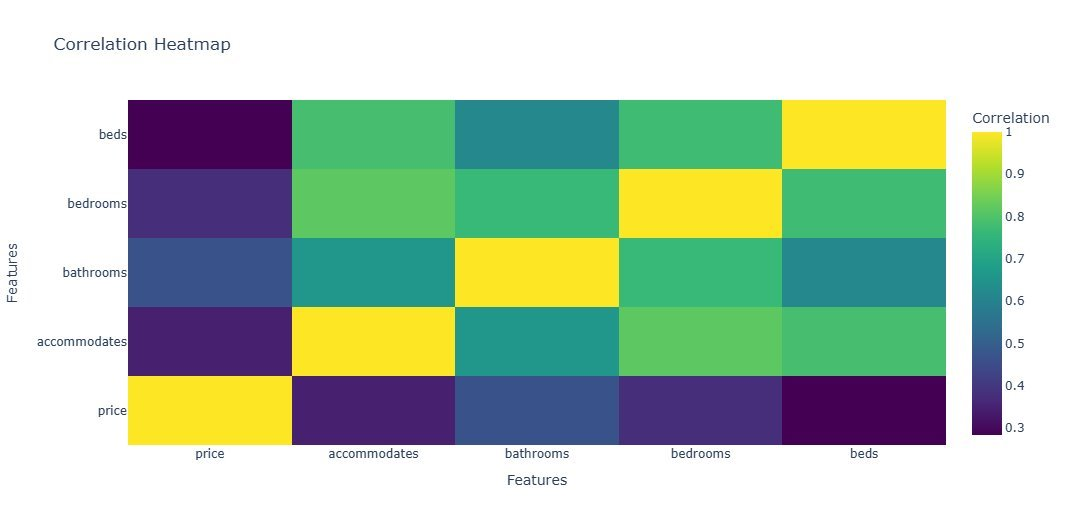 Correlation Heatmap
Correlation
1
0.9
0.8
0.7
0.6
0.5
0.4
0.3
Features
beds
bedrooms
bathrooms
accommodates
price
price accommodates bathrooms bedrooms beds
Features